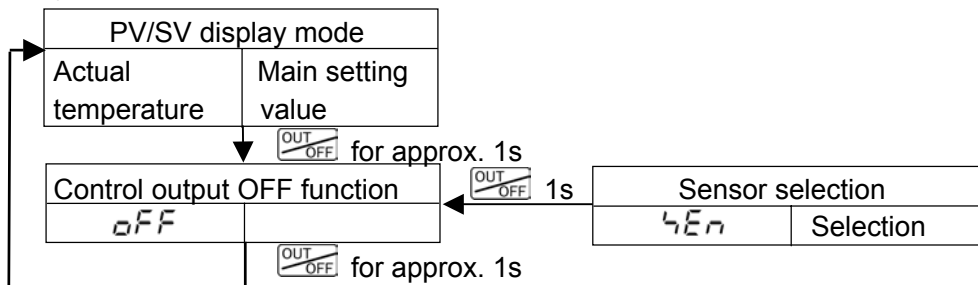 PV/SV display mode
Actual temperature
Main setting value
OUT/OFF for approx. 1s
Control output OFF function
oFF
OUT/OFF 1s
Sensor selection
SEn
Selection
OUT/OFF for approx. 1s